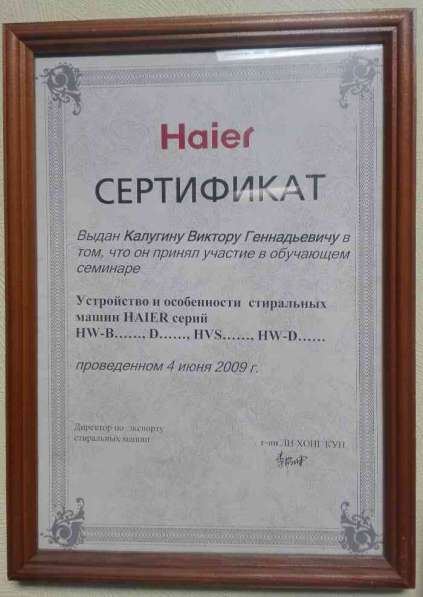 Haier
СЕРТИФИКАТ
Выдан Калугину Виктору Геннадьевичу в
том, что он принял участие в обучающем
семинаре
Устройство и особенности стиральных
машин HAIER серий
HW-B……, D……, HVS……, HW-D……
проведенном 4 июня 2009 г.
Директор по экспорту
стиральных машин
г-нн ЛИ ХОНГ КУН